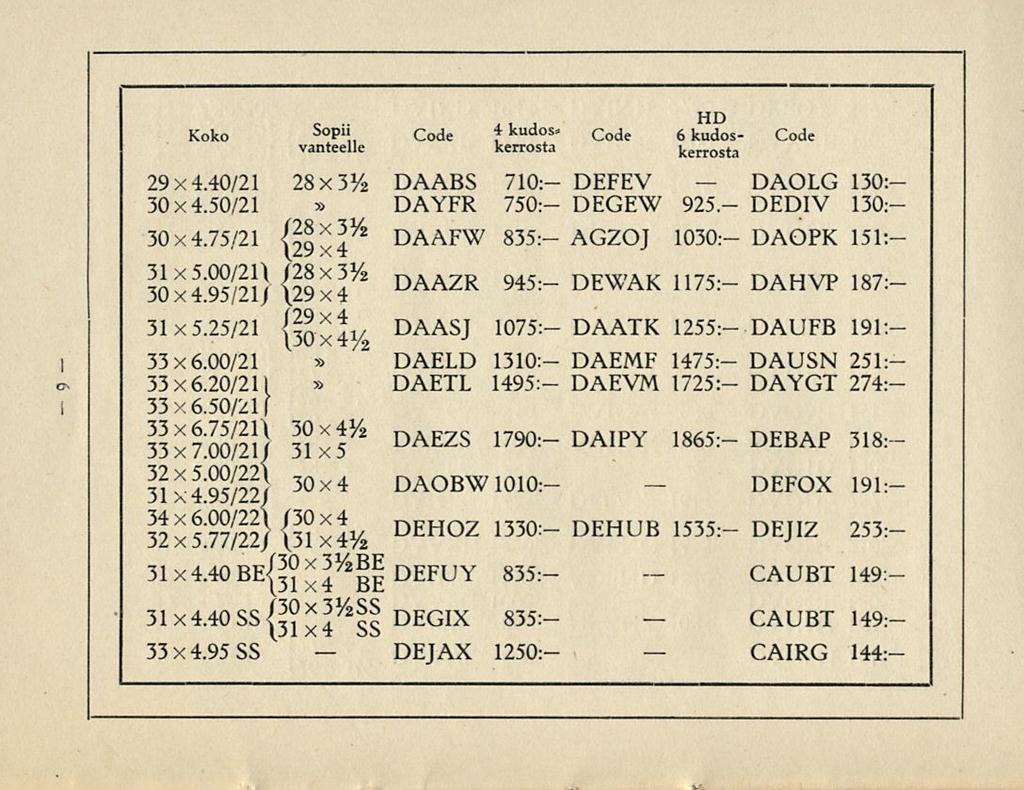 Koko Sopii vanteelle Code 4 kudos= kerrosta Code HD 6 kudos- kerrosta Code
29 × 4.40/21 28 × 3½ DAABS 710:— DEFEV — DAOLG 130:—
30 × 4.50/21 » DAYFR 750:— DEGEW 925.— DEDIV 130:—
30 × 4.75/21 {28 × 3½ {29 × 4 DAAFW 835:— AGZOJ 1030:— DAOPK 151:—
31 × 5.00/21} 30 × 4.95/21} {28 × 3½ {29 × 4 DAAZR 945:— DEWAK 1175:— DAHVP 187:—
31 × 5.25/21 {29 × 4 {30 × 4½ DAASJ 1075:— DAATK 1255:— DAUFB 191:—
33 × 6.00/21 » DAELD 1310:— DAEMF 1475:— DAUSN 251:—
33 × 6.20/21} » DAETL 1495:— DAEVM 1725:— DAYGT 274:—
33 × 6.50/21}
33 × 6.75/21} 33 × 7.00/21} 30 × 4½ 31 × 5 DAEZS 1790:— DAIPY 1865:— DEBAP 318:—
32 × 5.00/22} 31 × 4.95/22} 30 × 4 DAOBW 1010:— — DEFOX 191:—
34 × 6.00/22} 32 × 5.77/22} {30 × 4 {31 × 4½ DEHOZ 1330:— DEHUB 1535:— DEJIZ 253:—
31 × 4.40 BE {30 × 3½ BE {31 × 4 BE DEFUY 835:— — CAUBT 149:—
31 × 4.40 SS {30 × 3½ SS {31 × 4 SS DEGIX 835:— — CAUBT 149:—
33 × 4.95 SS — DEJAX 1250:— — CAIRG 144:—
— 6 —